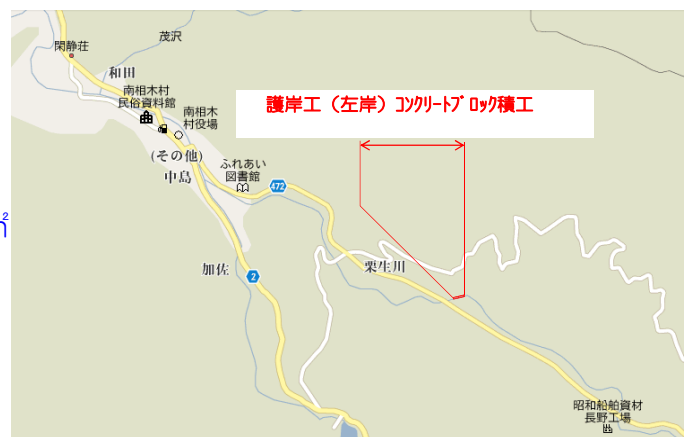 茂沢
閑静荘
和田
南相木村
民俗資料館
南相木
村役場
護岸工（左岸）コンクリートブロック積工
(その他)
中島
ふれあい
図書館
472
加佐
2
栗生川
昭和船舶資材
長野工場